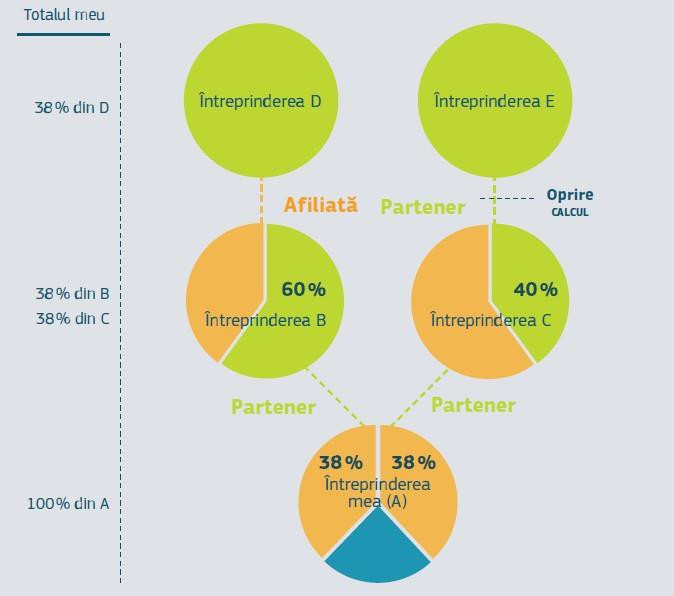 Totalul meu
38% din D
Întreprinderea D
Întreprinderea E
Afiliată
Partener
Oprire
CALCUL
38% din B
38% din C
60%
Întreprinderea B
40%
Întreprinderea C
Partener
Partener
100% din A
38%
38%
Întreprinderea
mea (A)